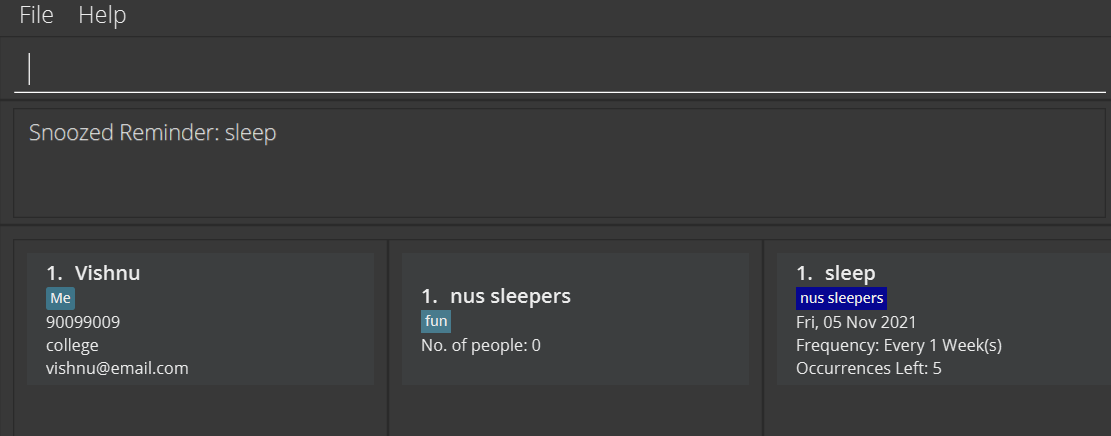 File Help
Snoozed Reminder: sleep
1. Vishnu
Me
90099009
college
vishnu@email.com
1. nus sleepers
fun
No. of people: 0
1. sleep
nus sleepers
Fri, 05 Nov 2021
Frequency: Every 1 Week(s)
Occurrences Left: 5